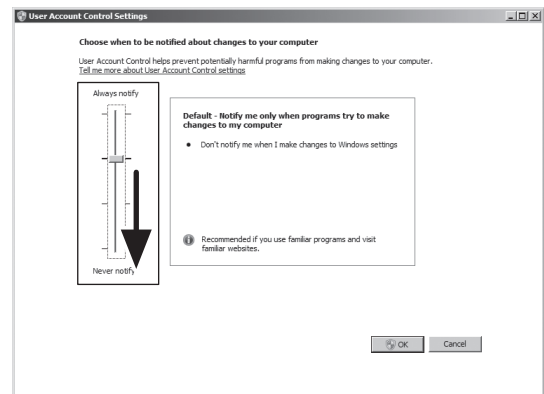 User Account Control Settings
Choose when to be notified about changes to your computer
User Account Control helps prevent potentially harmful programs from making changes to your computer.
Tell me more about User Account Control settings
Always notify
Default - Notify me only when programs try to make
changes to my computer
• Don't notify me when I make changes to Windows settings
Recommended if you use familiar programs and visit
familiar websites.
Never notify
OK
Cancel